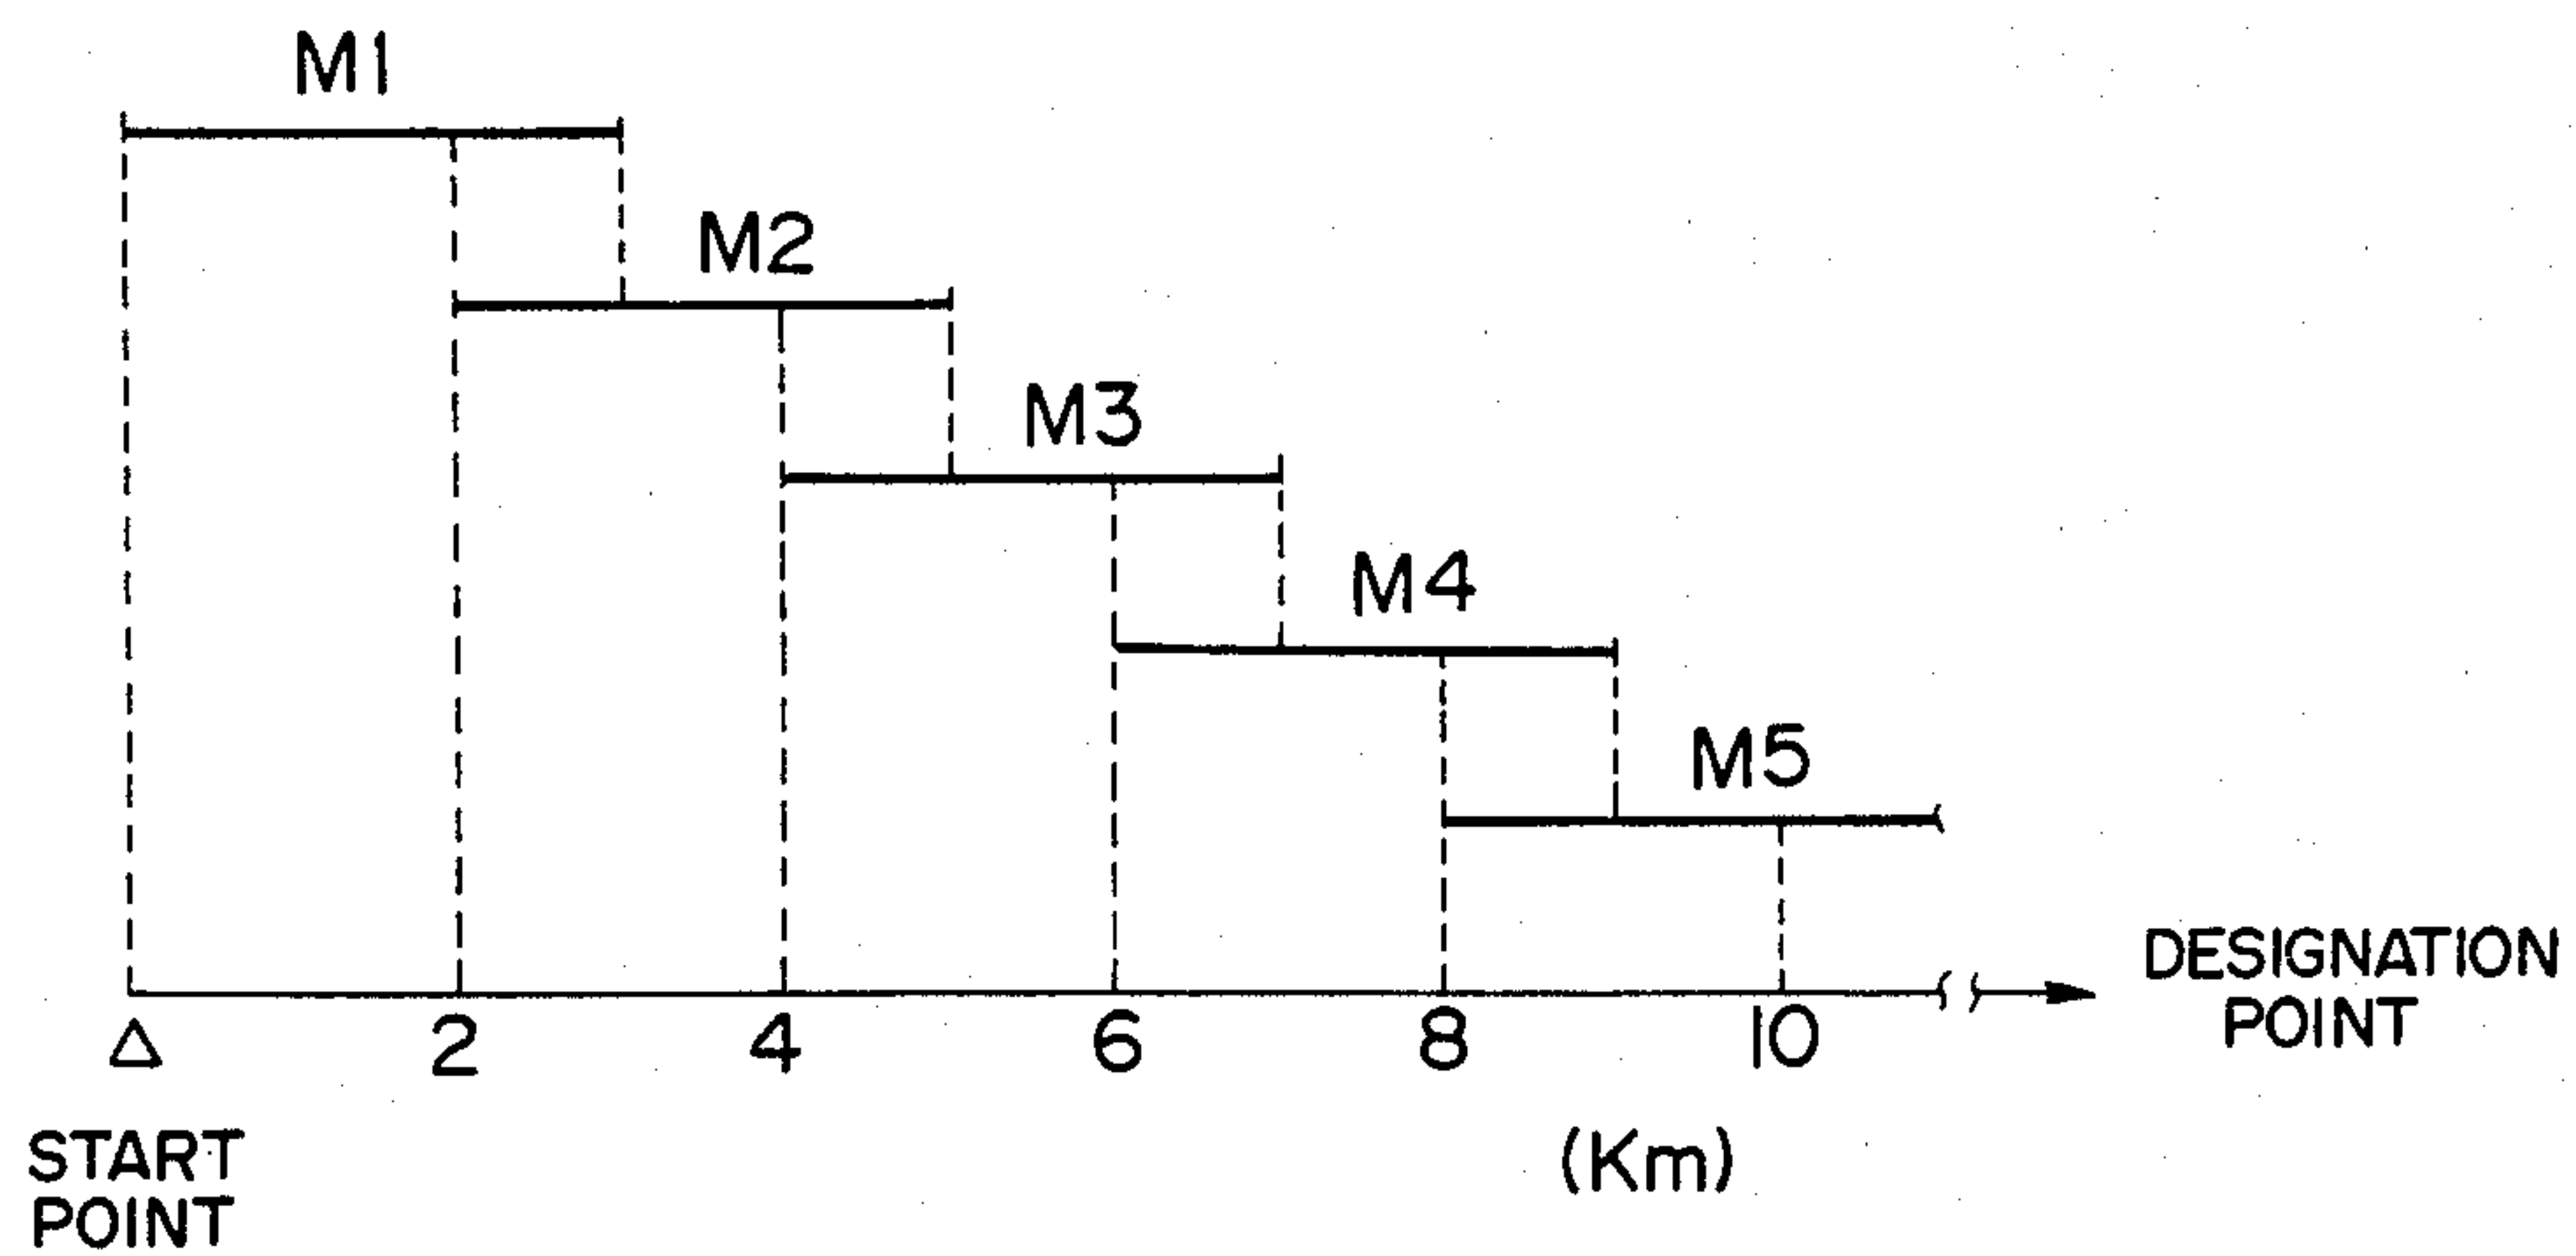 M1
M2
M3
M4
M5
DESIGNATION
POINT
Δ 2 4 6 8 10
START
POINT
(Km)